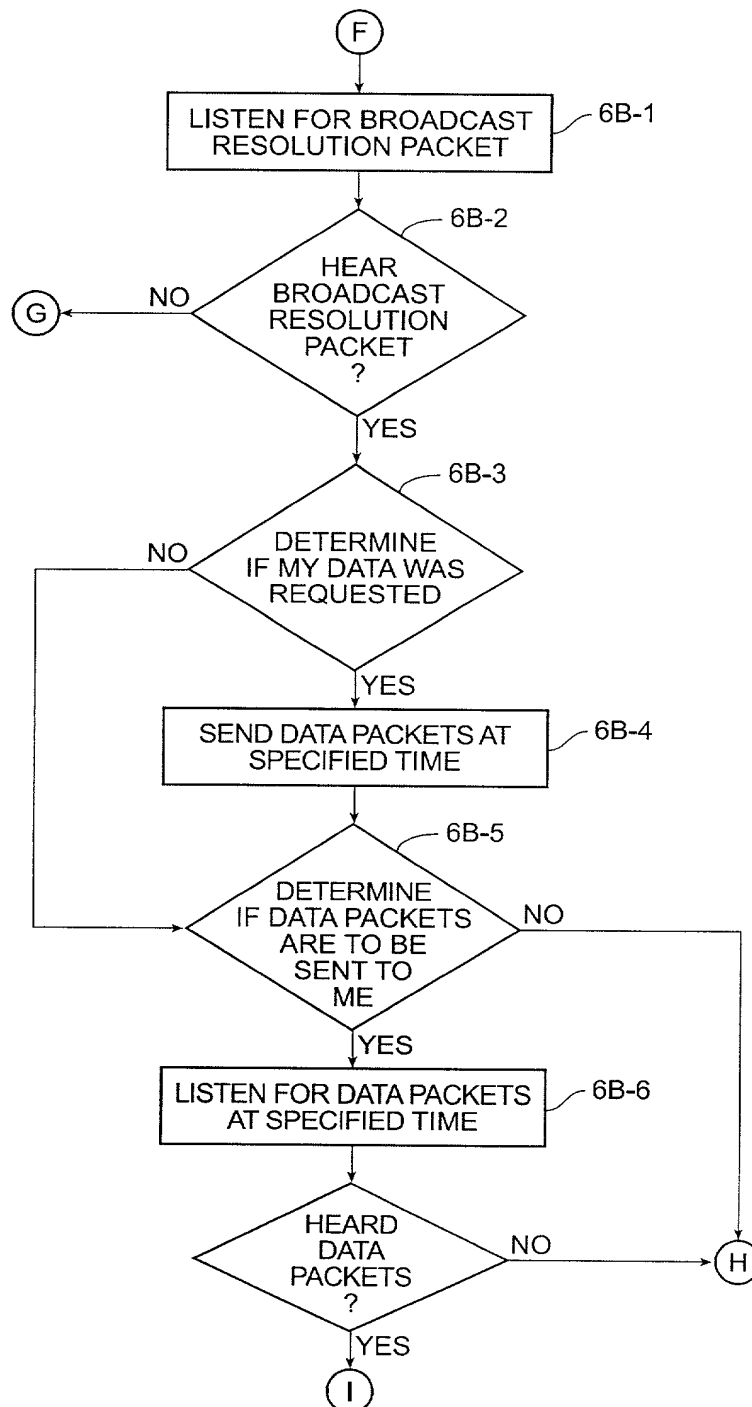 F
LISTEN FOR BROADCAST
RESOLUTION PACKET
6B-1
6B-2
HEAR
BROADCAST
RESOLUTION
PACKET
?
NO
G
YES
6B-3
NO
DETERMINE
IF MY DATA WAS
REQUESTED
YES
SEND DATA PACKETS AT
SPECIFIED TIME
6B-4
6B-5
DETERMINE
IF DATA PACKETS
ARE TO BE
SENT TO
ME
NO
YES
LISTEN FOR DATA PACKETS
AT SPECIFIED TIME
6B-6
HEARD
DATA
PACKETS
?
NO
H
YES
I